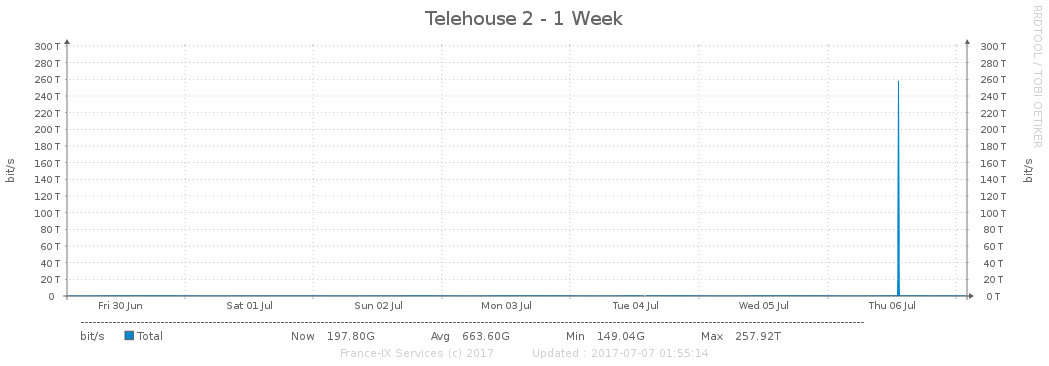 Telehouse 2 - 1 Week
RRDTOOL / TOBI OETIKER
bit/s
300 T 300 T
280 T 280 T
260 T 260 T
240 T 240 T
220 T 220 T
200 T 200 T
180 T 180 T
160 T 160 T
140 T 140 T
120 T 120 T
100 T 100 T
80 T 80 T
60 T 60 T
40 T 40 T
20 T 20 T
0 0 T
bit/s
Fri 30 Jun Sat 01 Jul Sun 02 Jul Mon 03 Jul Tue 04 Jul Wed 05 Jul Thu 06 Jul
bit/s Total Now 197.80G Avg 663.60G Min 149.04G Max 257.92T
France-IX Services (c) 2017 Updated : 2017-07-07 01:55:14